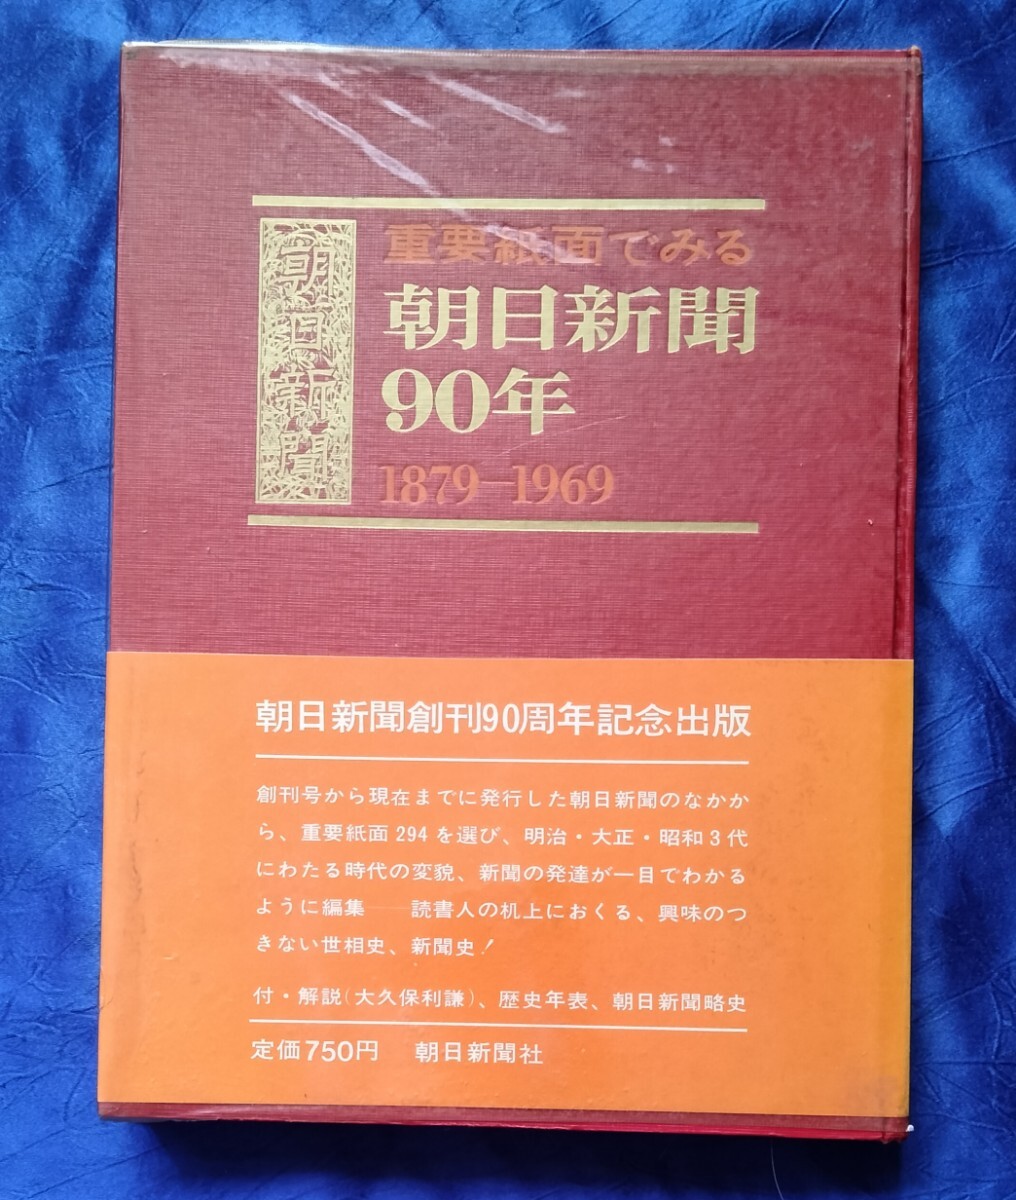 重要紙面でみる
朝日新聞
90年
1879–1969
朝日新聞
朝日新聞創刊90周年記念出版
創刊号から現在までに発行した朝日新聞のなかか
ら、重要紙面294を選び、明治・大正・昭和3代
にわたる時代の変貌、新聞の発達が一目でわかる
ように編集──読書人の机上におくる、興味のつ
きない世相史、新聞史!
付・解説(大久保利謙)、歴史年表、朝日新聞略史
定価750円 朝日新聞社